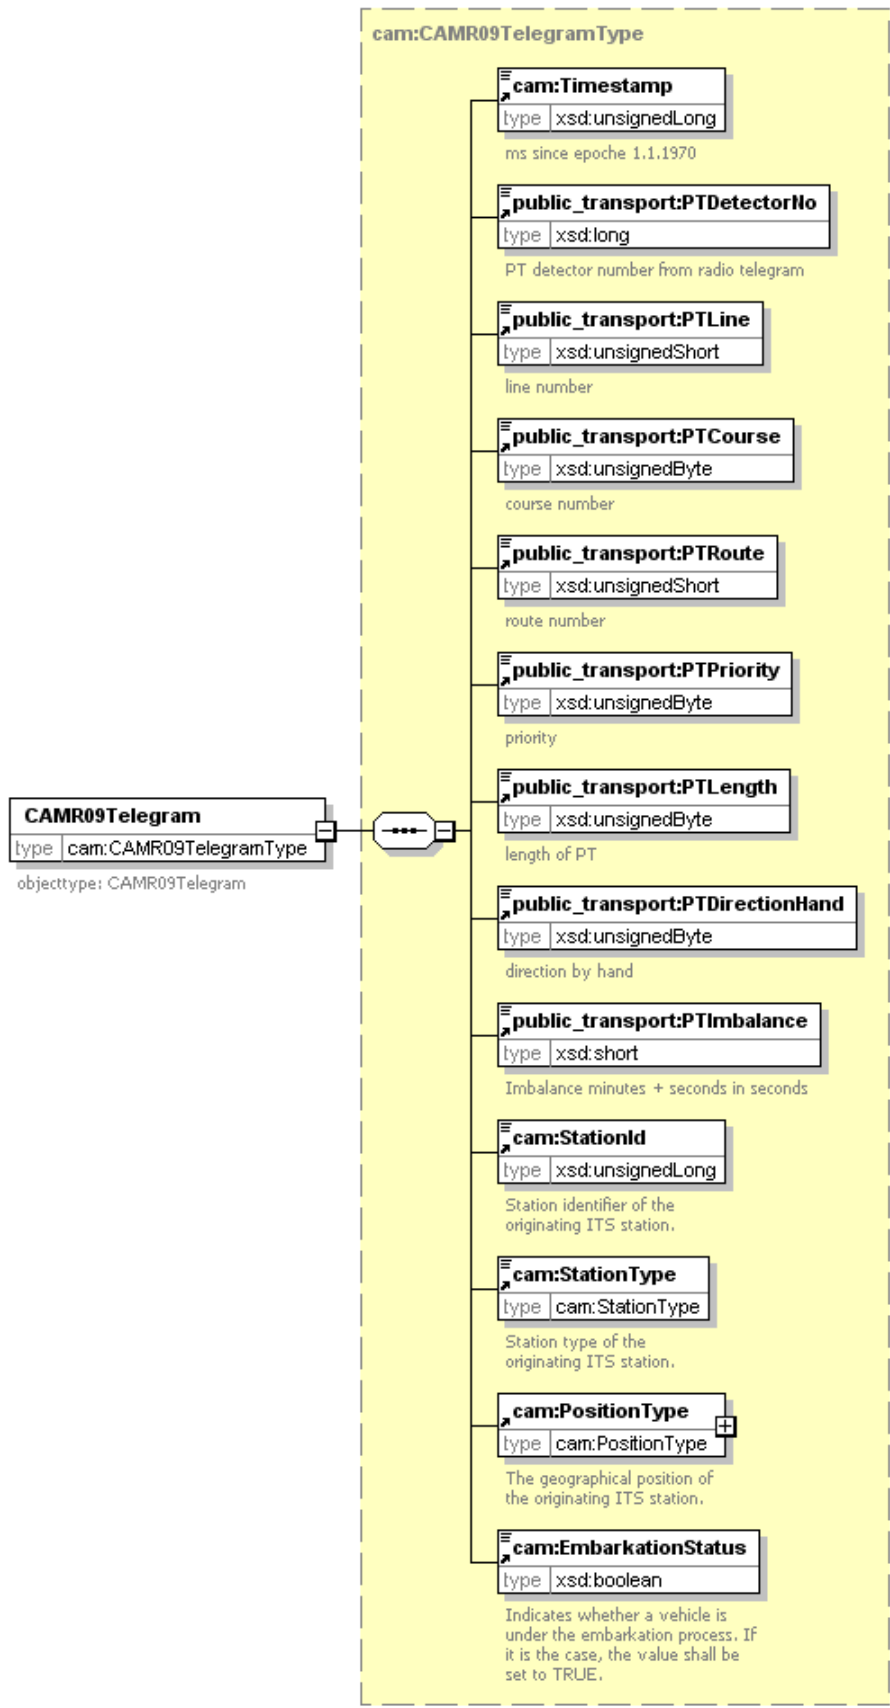 cam:CAMR09TelegramType
cam:Timestamp
type xsd:unsignedLong
ms since epoche 1.1.1970
public_transport:PTDetectorNo
type xsd:long
PT detector number from radio telegram
public_transport:PTLine
type xsd:unsignedShort
line number
public_transport:PTCourse
type xsd:unsignedByte
course number
public_transport:PTRoute
type xsd:unsignedShort
route number
public_transport:PTPriority
type xsd:unsignedByte
priority
public_transport:PTLength
type xsd:unsignedByte
length of PT
CAMR09Telegram
type cam:CAMR09TelegramType
objecttype: CAMR09Telegram
public_transport:PTDirectionHand
type xsd:unsignedByte
direction by hand
public_transport:PTImbalance
type xsd:short
Imbalance minutes + seconds in seconds
cam:StationId
type xsd:unsignedLong
Station identifier of the
originating ITS station.
cam:StationType
type cam:StationType
Station type of the
originating ITS station.
cam:PositionType
type cam:PositionType
The geographical position of
the originating ITS station.
cam:EmbarkationStatus
type xsd:boolean
Indicates whether a vehicle is
under the embarkation process. If
it is the case, the value shall be
set to TRUE.